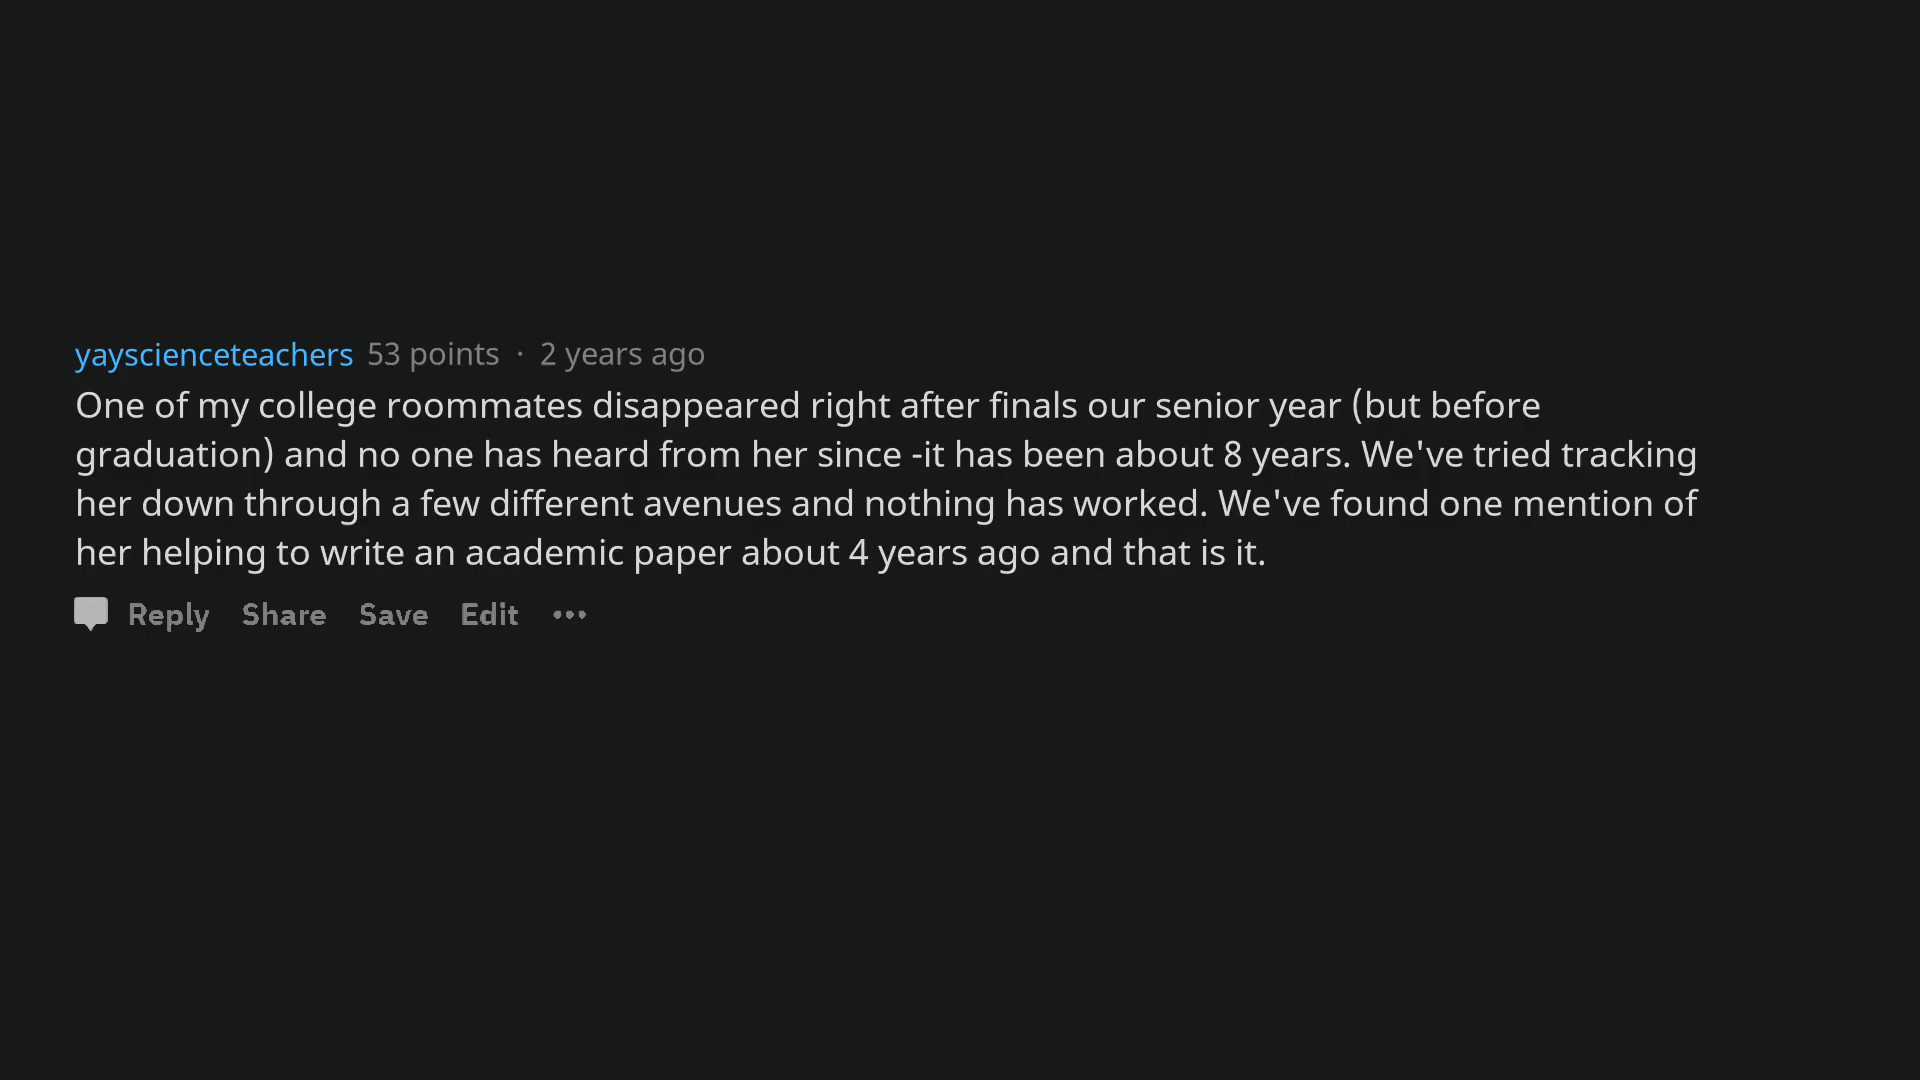 yayscienceteachers 53 points · 2 years ago
One of my college roommates disappeared right after finals our senior year (but before
graduation) and no one has heard from her since -it has been about 8 years. We've tried tracking
her down through a few different avenues and nothing has worked. We've found one mention of
her helping to write an academic paper about 4 years ago and that is it.
Reply Share Save Edit •••